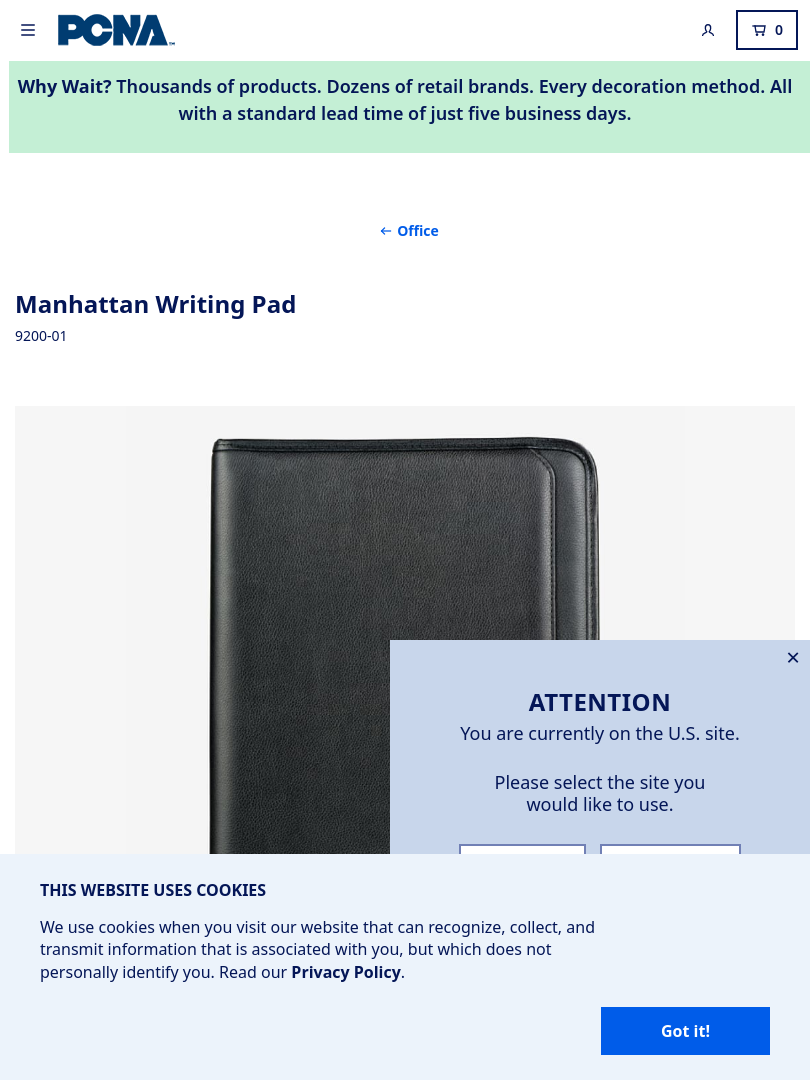 PCNA™
0
Why Wait? Thousands of products. Dozens of retail brands. Every decoration method. All
with a standard lead time of just five business days.
← Office
Manhattan Writing Pad
9200-01
ATTENTION
You are currently on the U.S. site.
Please select the site you
would like to use.
THIS WEBSITE USES COOKIES
We use cookies when you visit our website that can recognize, collect, and
transmit information that is associated with you, but which does not
personally identify you. Read our Privacy Policy.
Got it!